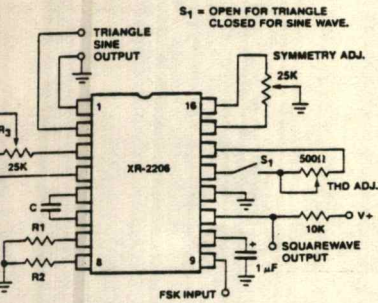 S1 = OPEN FOR TRIANGLE
CLOSED FOR SINE WAVE.
TRIANGLE
SINE
OUTPUT
SYMMETRY ADJ.
25K
1
16
R3
25K
XR-2206
S1
500Ω
THD ADJ.
C
V+
10K
R1
+
SQUAREWAVE
OUTPUT
R2
8
9
1 µF
FSK INPUT